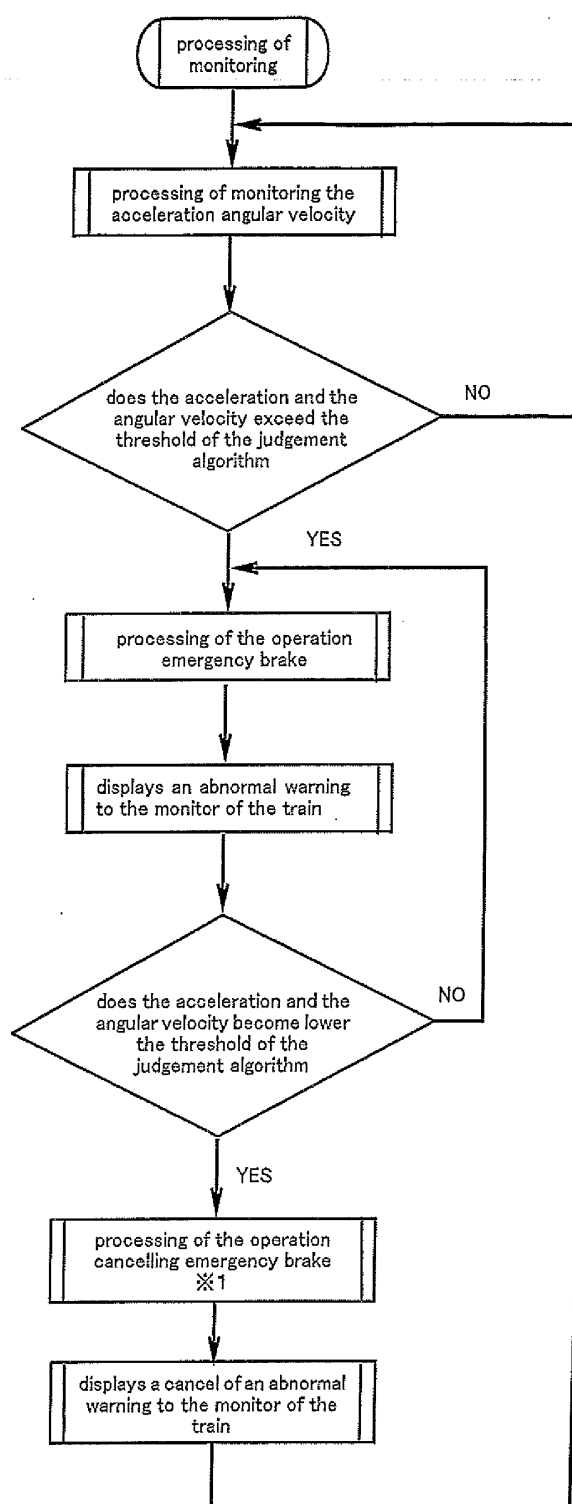 processing of
monitoring
processing of monitoring the
acceleration angular velocity
does the acceleration and the
angular velocity exceed the
threshold of the judgement
algorithm
NO
YES
processing of the operation
emergency brake
displays an abnormal warning
to the monitor of the train
does the acceleration and the
angular velocity become lower
the threshold of the
judgement algorithm
NO
YES
processing of the operation
cancelling emergency brake
※1
displays a cancel of an abnormal
warning to the monitor of the
train